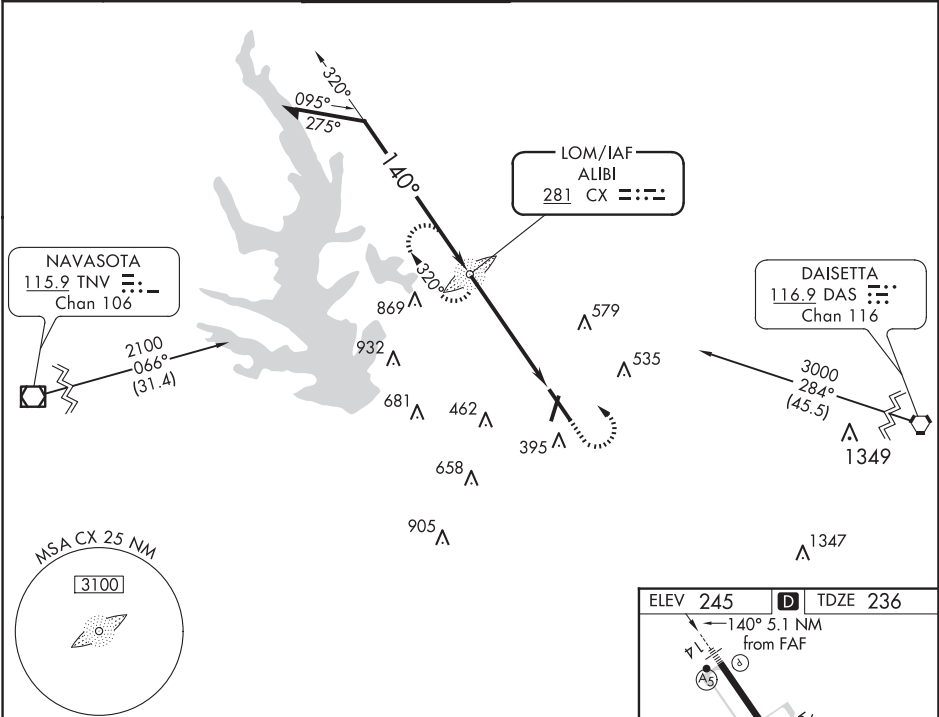 320°
095°
275°
140°
LOM/IAF
ALIBI
281 CX
NAVASOTA
115.9 TNV
Chan 106
DAISETTA
116.9 DAS
Chan 116
320°
869
579
932
535
2100
066°
(31.4)
3000
284°
(45.5)
681
462
395
1349
658
905
1347
MSA CX 25 NM
3100
ELEV 245 D TDZE 236
140° 5.1 NM
from FAF
14
A5